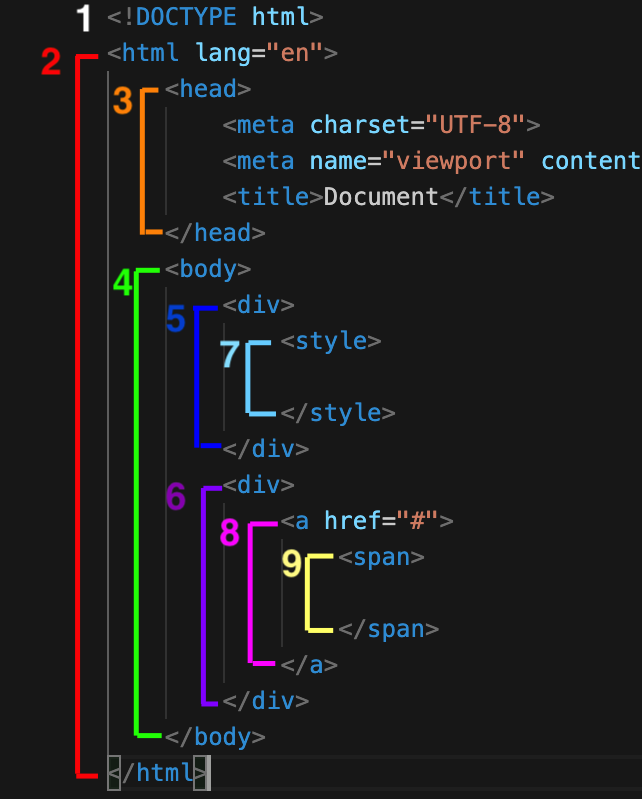 1 <!DOCTYPE html>
2 <html lang="en">
3 <head>
<meta charset="UTF-8">
<meta name="viewport" content
<title>Document</title>
</head>
4 <body>
5 <div>
7 <style>
</style>
</div>
6 <div>
8 <a href="#">
9 <span>
</span>
</a>
</div>
</body>
</html>